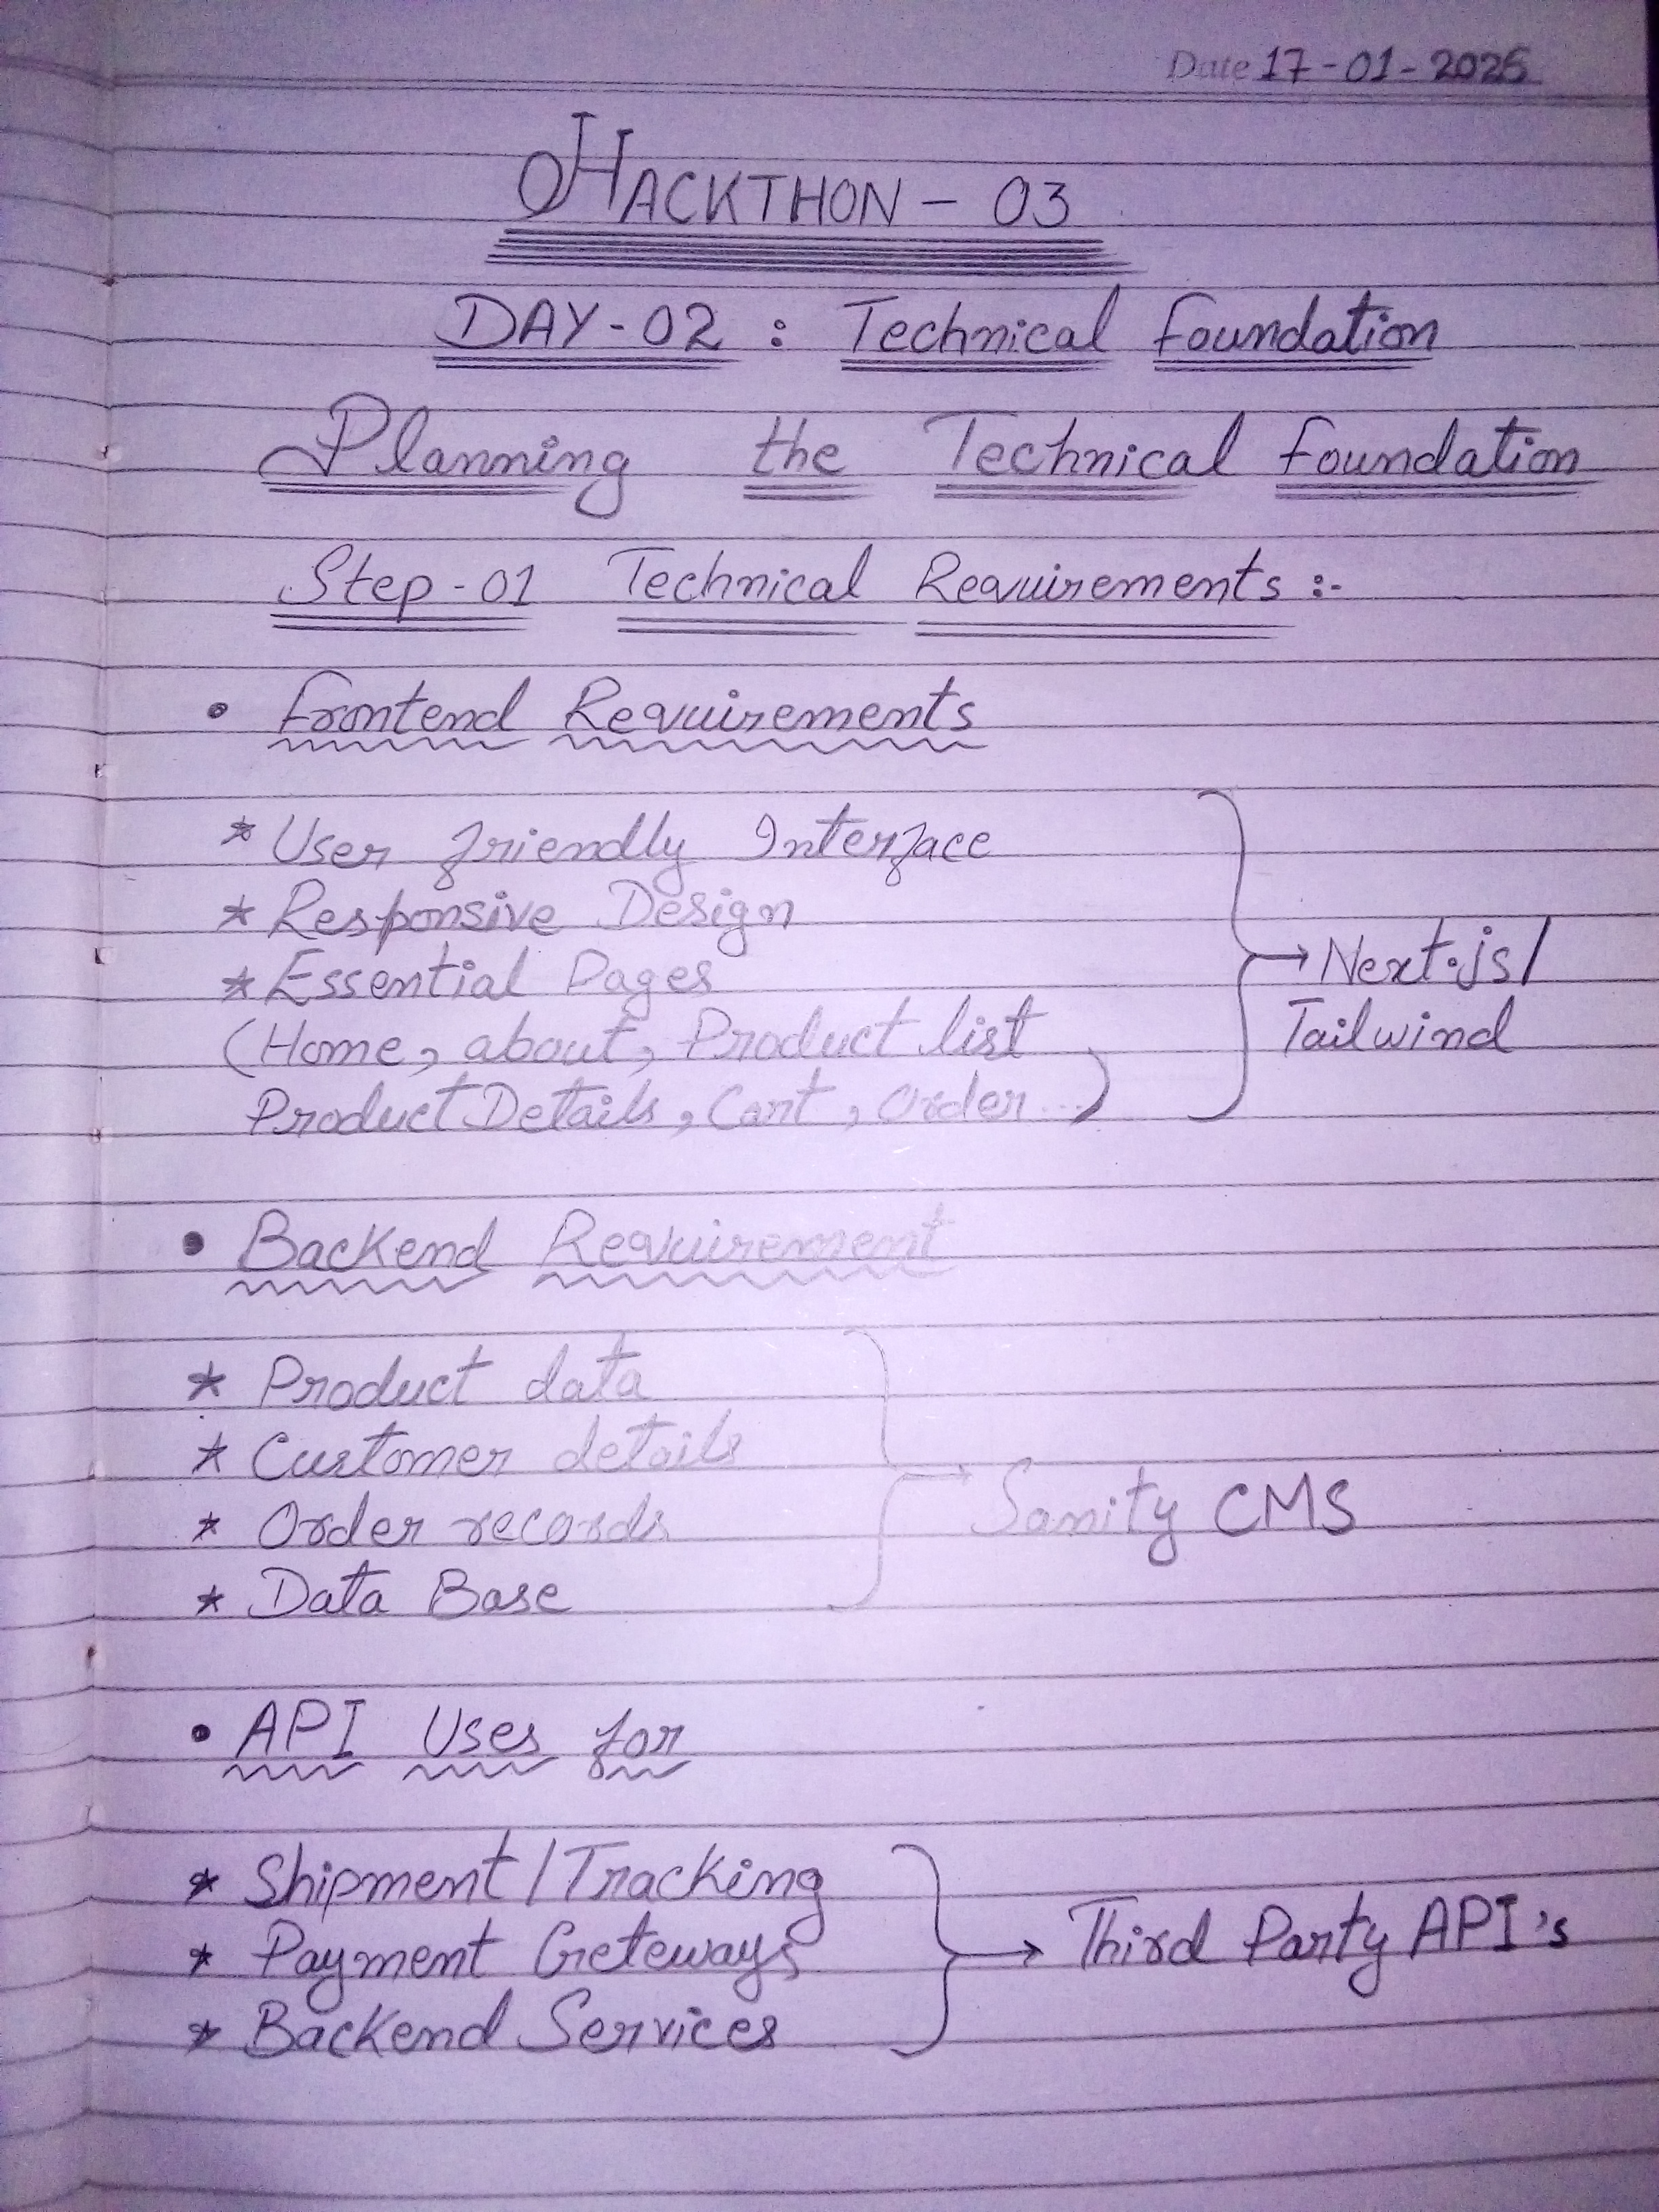 Date 17-01-2025
HACKTHON - 03
DAY-02 : Technical Foundation
Planning the Technical Foundation
Step-01 Technical Requirements :-
• Frontend Requirements
* User friendly Interface
* Responsive Design
* Essential Pages
(Home, about, Product list
Product Details, Cart, Order...)
→ Next.js/
Tailwind
• Backend Requirement
* Product data
* Customer details
* Order records
* Data Base
→ Sanity CMS
• API Uses for
* Shipment/Tracking
* Payment Geteways
* Backend Services
→ Third Party API's